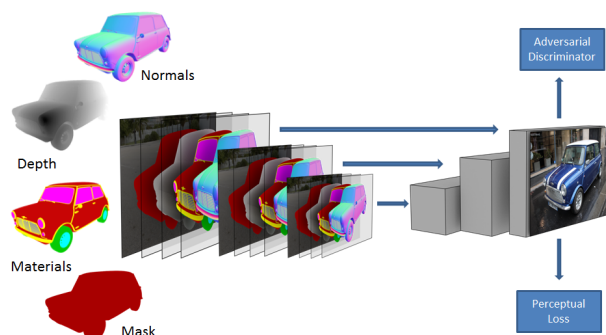 Normals
Depth
Materials
Mask
Adversarial
Discriminator
Perceptual
Loss